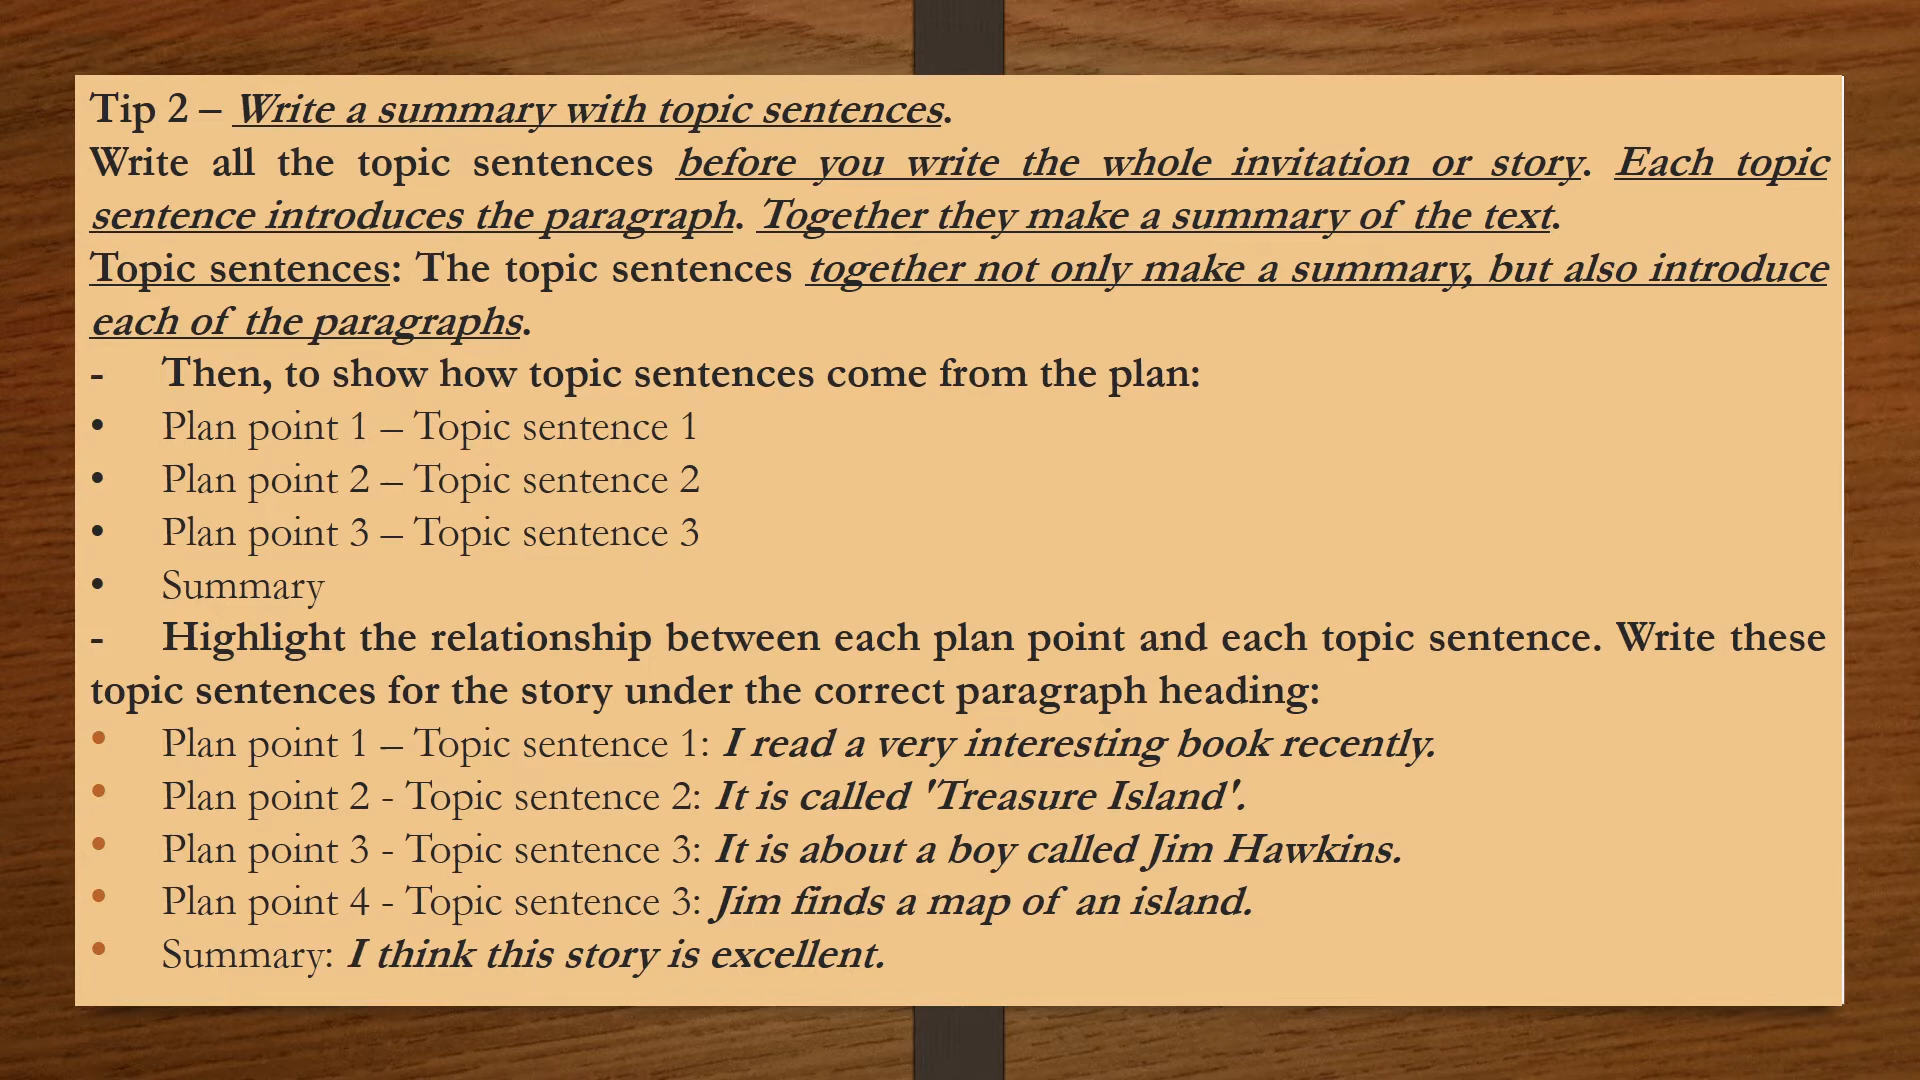 Tip 2 – Write a summary with topic sentences.
Write all the topic sentences before you write the whole invitation or story. Each topic
sentence introduces the paragraph. Together they make a summary of the text.
Topic sentences: The topic sentences together not only make a summary, but also introduce
each of the paragraphs.
- Then, to show how topic sentences come from the plan:
• Plan point 1 – Topic sentence 1
• Plan point 2 – Topic sentence 2
• Plan point 3 – Topic sentence 3
• Summary
- Highlight the relationship between each plan point and each topic sentence. Write these
topic sentences for the story under the correct paragraph heading:
• Plan point 1 – Topic sentence 1: I read a very interesting book recently.
• Plan point 2 - Topic sentence 2: It is called 'Treasure Island'.
• Plan point 3 - Topic sentence 3: It is about a boy called Jim Hawkins.
• Plan point 4 - Topic sentence 3: Jim finds a map of an island.
• Summary: I think this story is excellent.